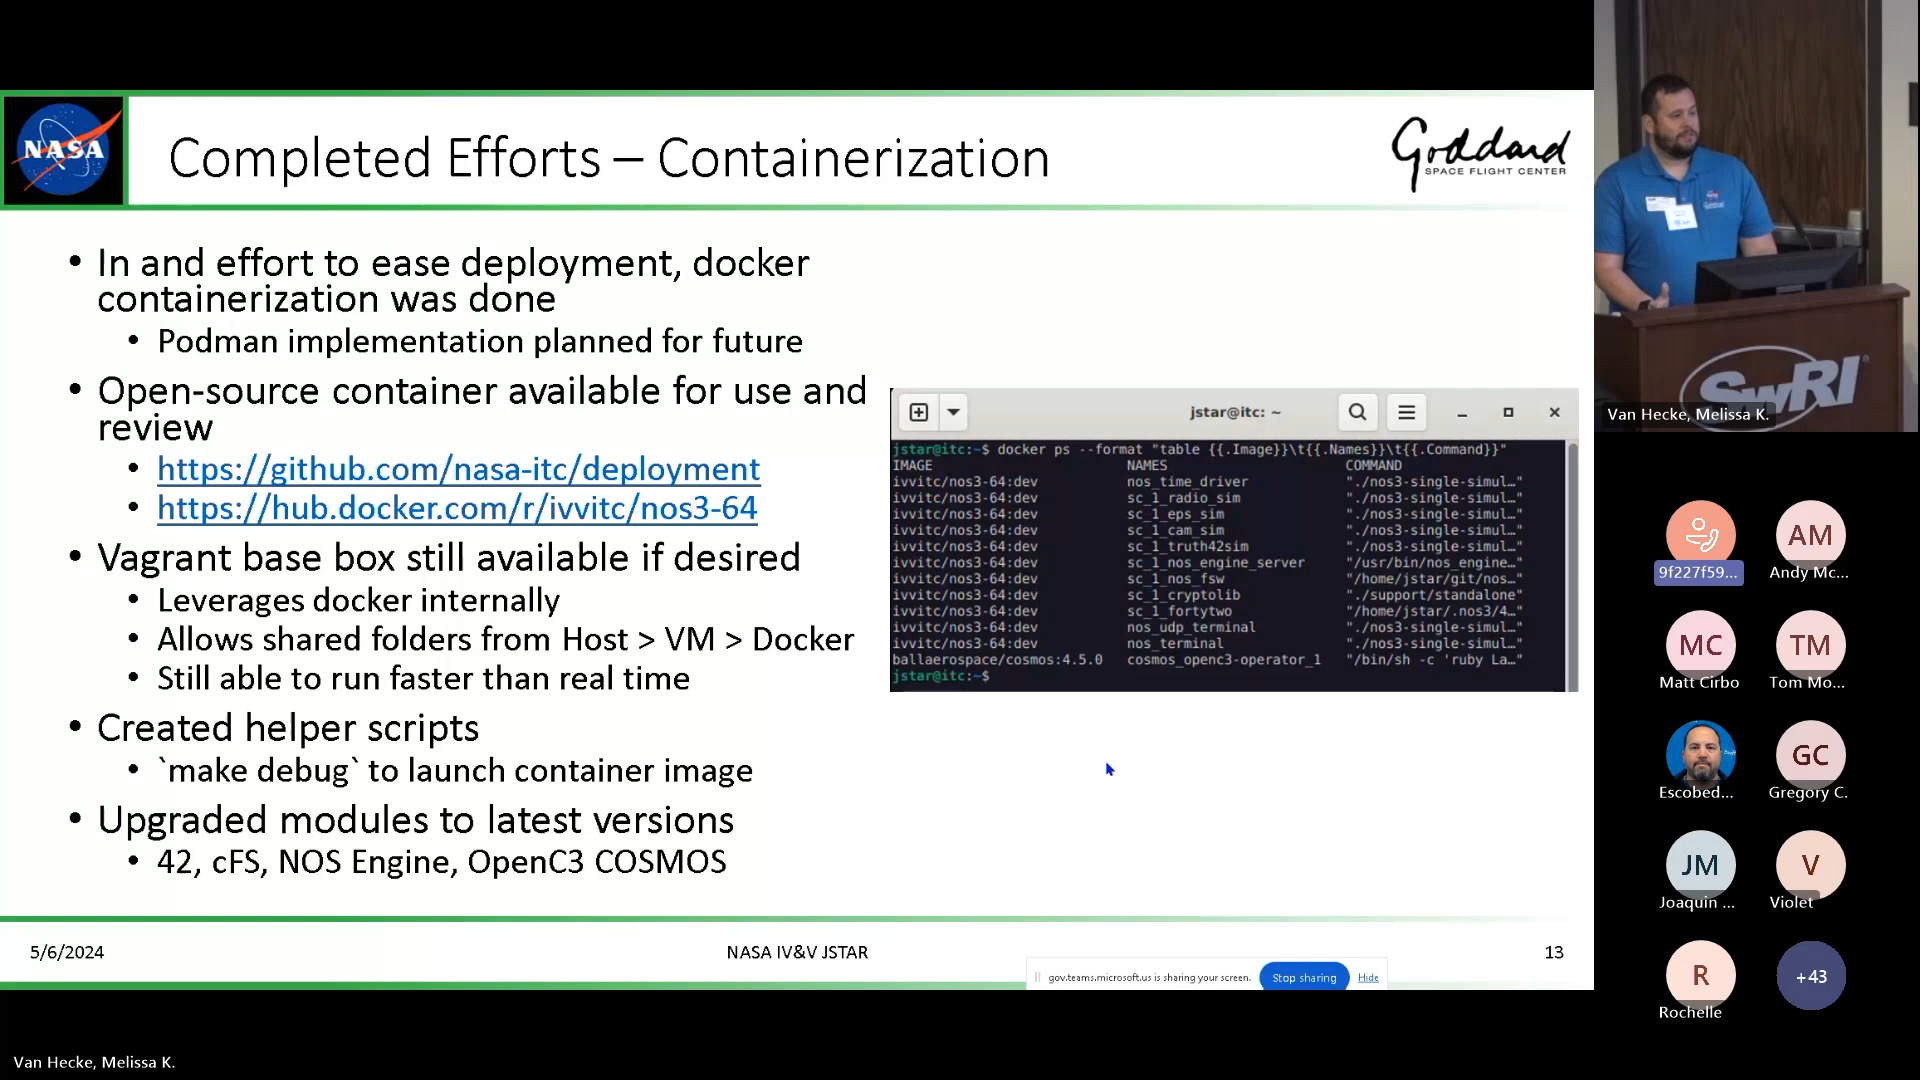 NASA
Completed Efforts – Containerization
Goddard
SPACE FLIGHT CENTER
• In and effort to ease deployment, docker
containerization was done
• Podman implementation planned for future
• Open-source container available for use and
review
• https://github.com/nasa-itc/deployment
• https://hub.docker.com/r/ivvitc/nos3-64
• Vagrant base box still available if desired
• Leverages docker internally
• Allows shared folders from Host > VM > Docker
• Still able to run faster than real time
• Created helper scripts
• `make debug` to launch container image
• Upgraded modules to latest versions
• 42, cFS, NOS Engine, OpenC3 COSMOS
jstar@itc: ~
jstar@itc:~$ docker ps --format "table {{.Image}}\t{{.Names}}\t{{.Command}}"
IMAGE NAMES COMMAND
ivvitc/nos3-64:dev nos_time_driver "./nos3-single-simul…"
ivvitc/nos3-64:dev sc_1_radio_sim "./nos3-single-simul…"
ivvitc/nos3-64:dev sc_1_eps_sim "./nos3-single-simul…"
ivvitc/nos3-64:dev sc_1_cam_sim "./nos3-single-simul…"
ivvitc/nos3-64:dev sc_1_truth42sim "./nos3-single-simul…"
ivvitc/nos3-64:dev sc_1_nos_engine_server "/usr/bin/nos_engine…"
ivvitc/nos3-64:dev sc_1_nos_fsw "/home/jstar/git/nos…"
ivvitc/nos3-64:dev sc_1_cryptolib "./support/standalone"
ivvitc/nos3-64:dev sc_1_fortytwo "/home/jstar/.nos3/4…"
ivvitc/nos3-64:dev nos_udp_terminal "./nos3-single-simul…"
ivvitc/nos3-64:dev nos_terminal "./nos3-single-simul…"
ballaerospace/cosmos:4.5.0 cosmos_openc3-operator_1 "/bin/sh -c 'ruby La…"
jstar@itc:~$
5/6/2024
NASA IV&V JSTAR
13
gov.teams.microsoft.us is sharing your screen.
Stop sharing
Hide
SwRI®
Van Hecke, Melissa K.
9f227f59...
AM
Andy Mc...
MC
Matt Cirbo
TM
Tom Mo...
Escobed...
GC
Gregory C.
JM
Joaquin ...
V
Violet
R
Rochelle
+43
Van Hecke, Melissa K.